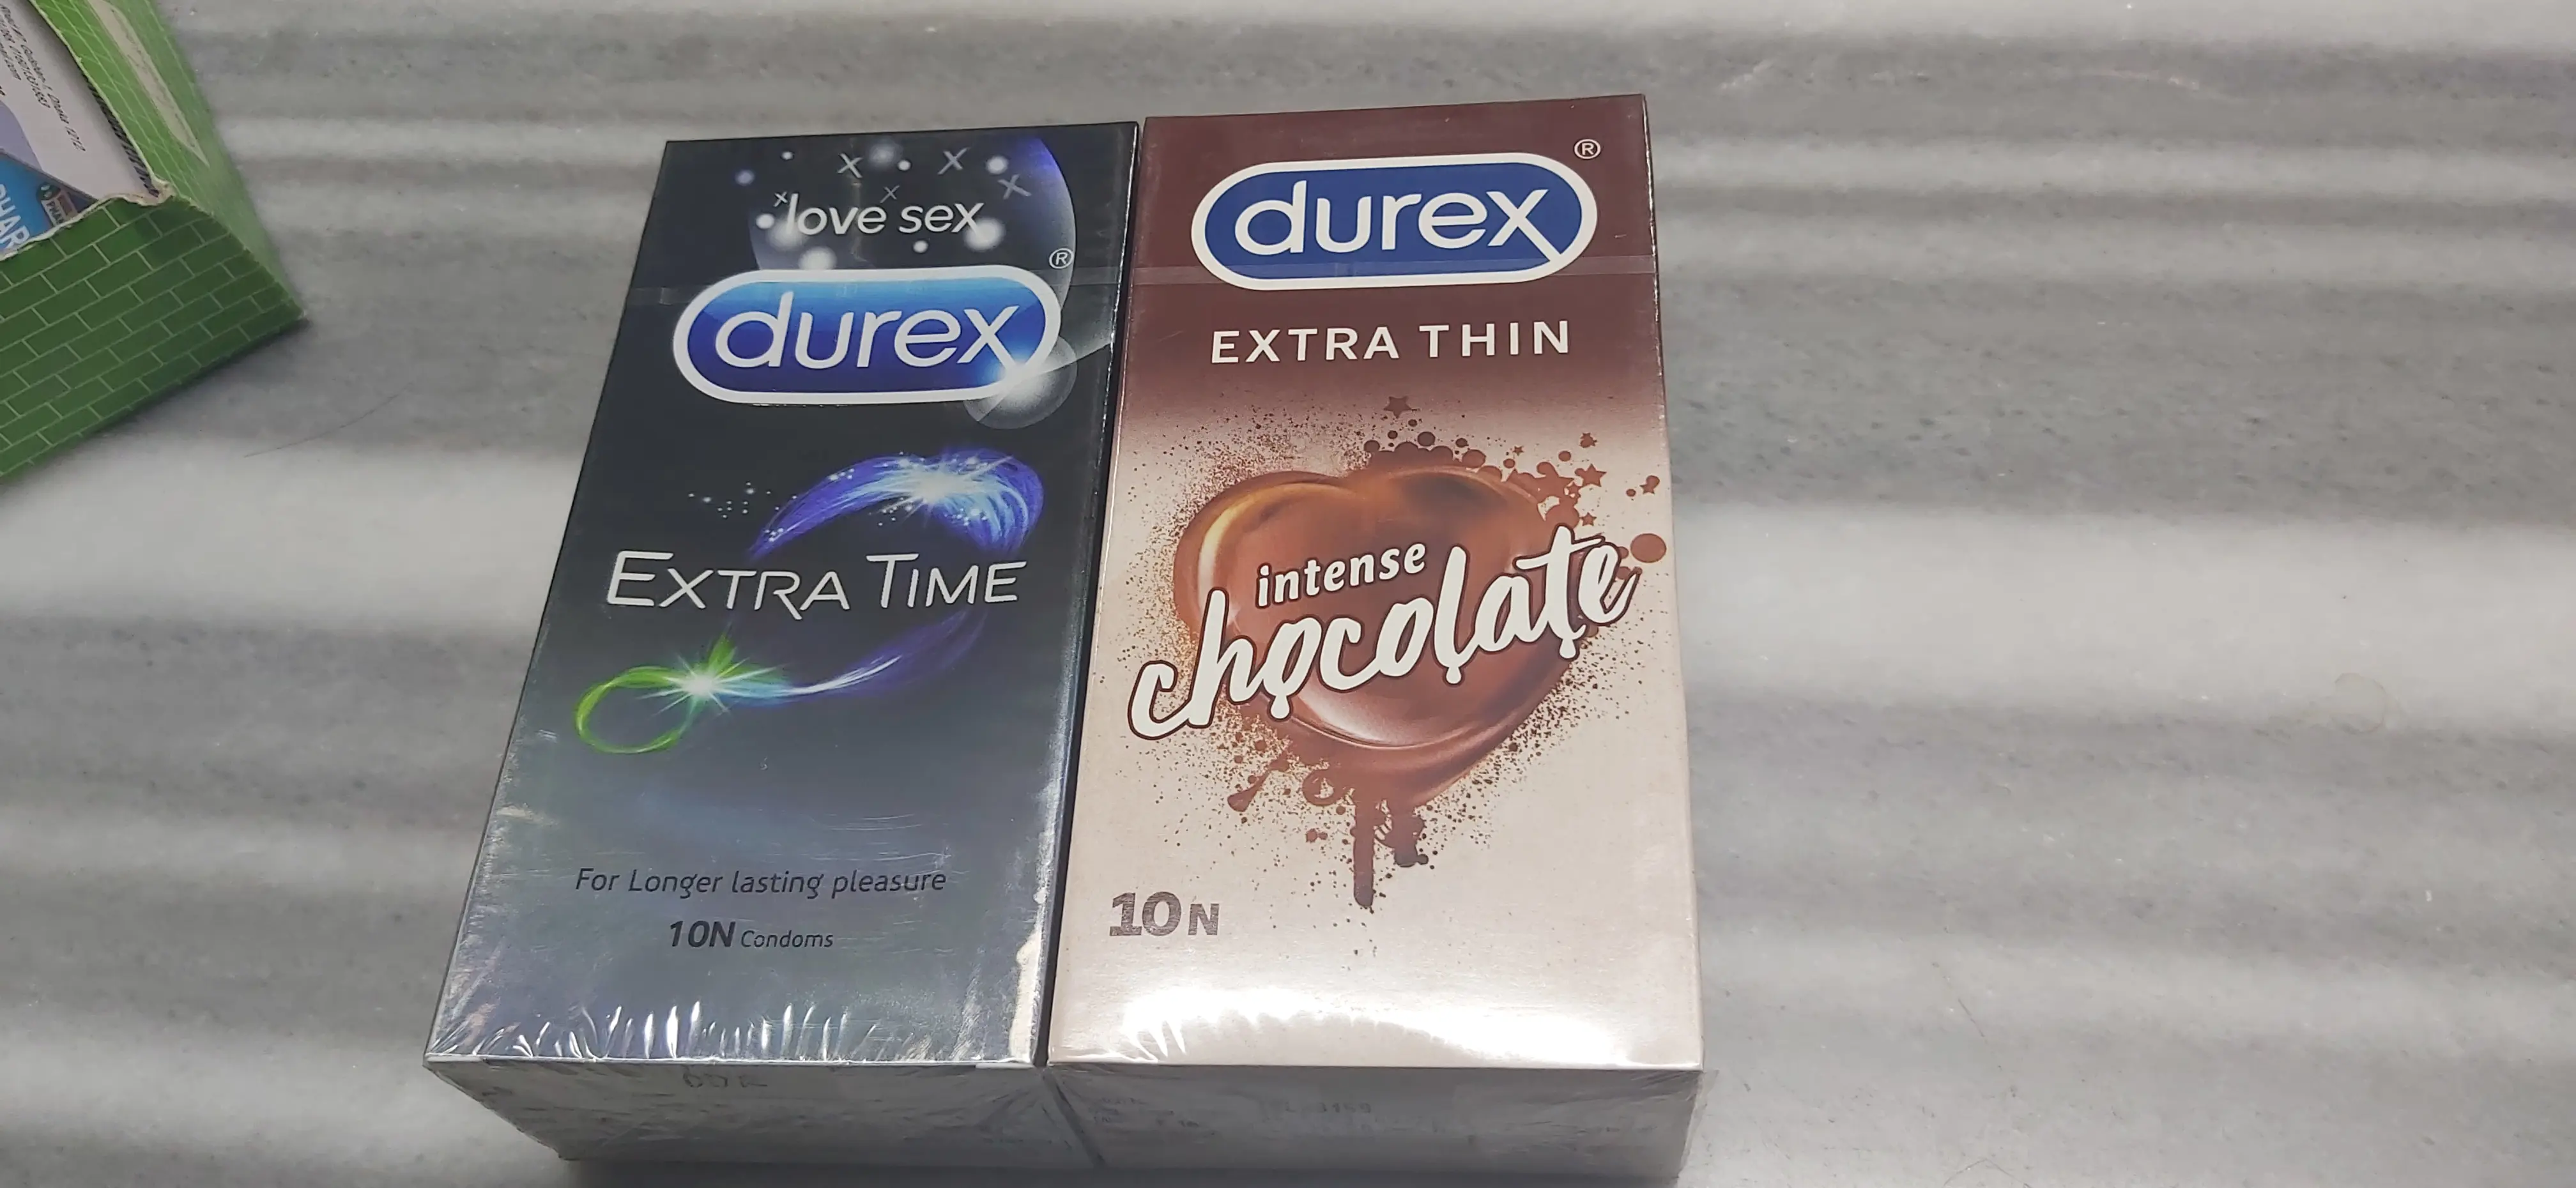 love sex
durex
®
EXTRA TIME
For Longer lasting pleasure
10N Condoms
durex
®
EXTRA THIN
intense
chocolate
10N